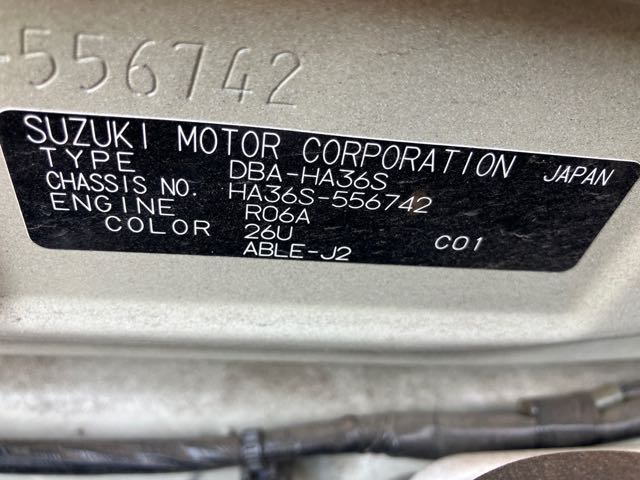 -556742
SUZUKI MOTOR CORPORATION JAPAN
TYPE DBA-HA36S
CHASSIS NO. HA36S-556742
ENGINE R06A
COLOR 26U C01
ABLE-J2